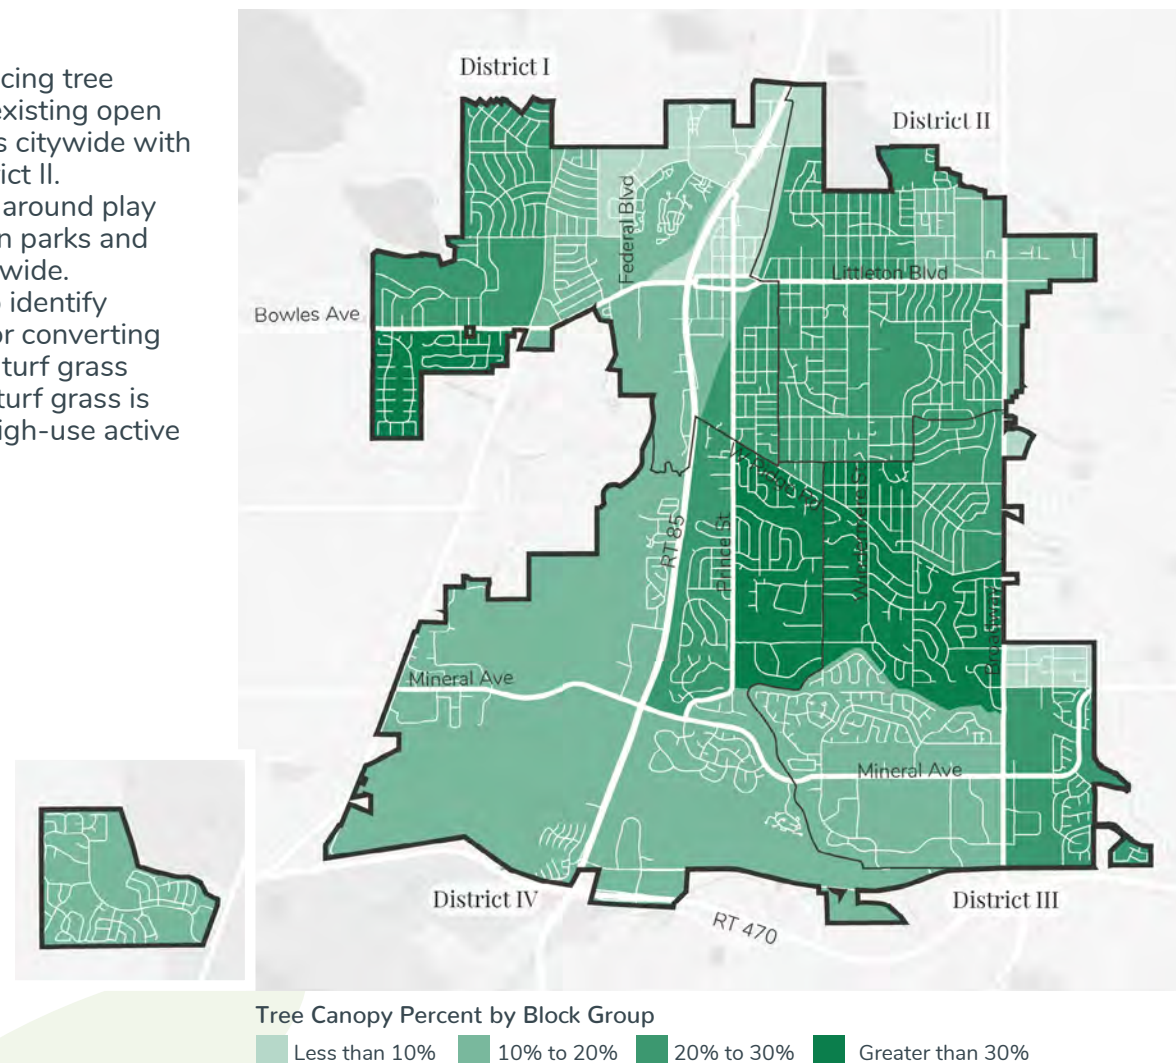 cing tree
existing open
s citywide with
ict II.
around play
n parks and
wide.
identify
or converting
turf grass
turf grass is
igh-use active
District I
District II
Federal Blvd
Littleton Blvd
Bowles Ave
W Ridge Rd
Windermere St
RT 85
Prince St
Broadway
Mineral Ave
Mineral Ave
District IV
District III
RT 470
Tree Canopy Percent by Block Group
Less than 10%
10% to 20%
20% to 30%
Greater than 30%